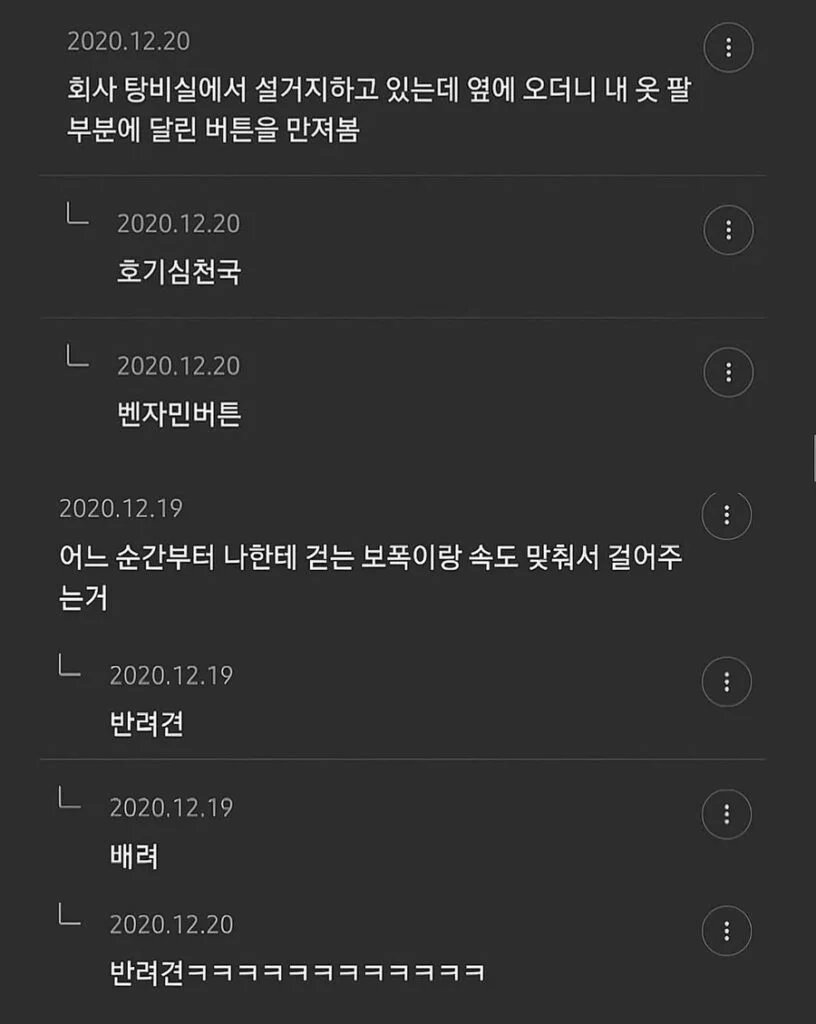 2020.12.20
회사 탕비실에서 설거지하고 있는데 옆에 오더니 내 옷 팔
부분에 달린 버튼을 만져봄
2020.12.20
호기심천국
2020.12.20
벤자민버튼
2020.12.19
어느 순간부터 나한테 걷는 보폭이랑 속도 맞춰서 걸어주
는거
2020.12.19
반려견
2020.12.19
배려
2020.12.20
반려견ㅋㅋㅋㅋㅋㅋㅋㅋㅋㅋㅋㅋ